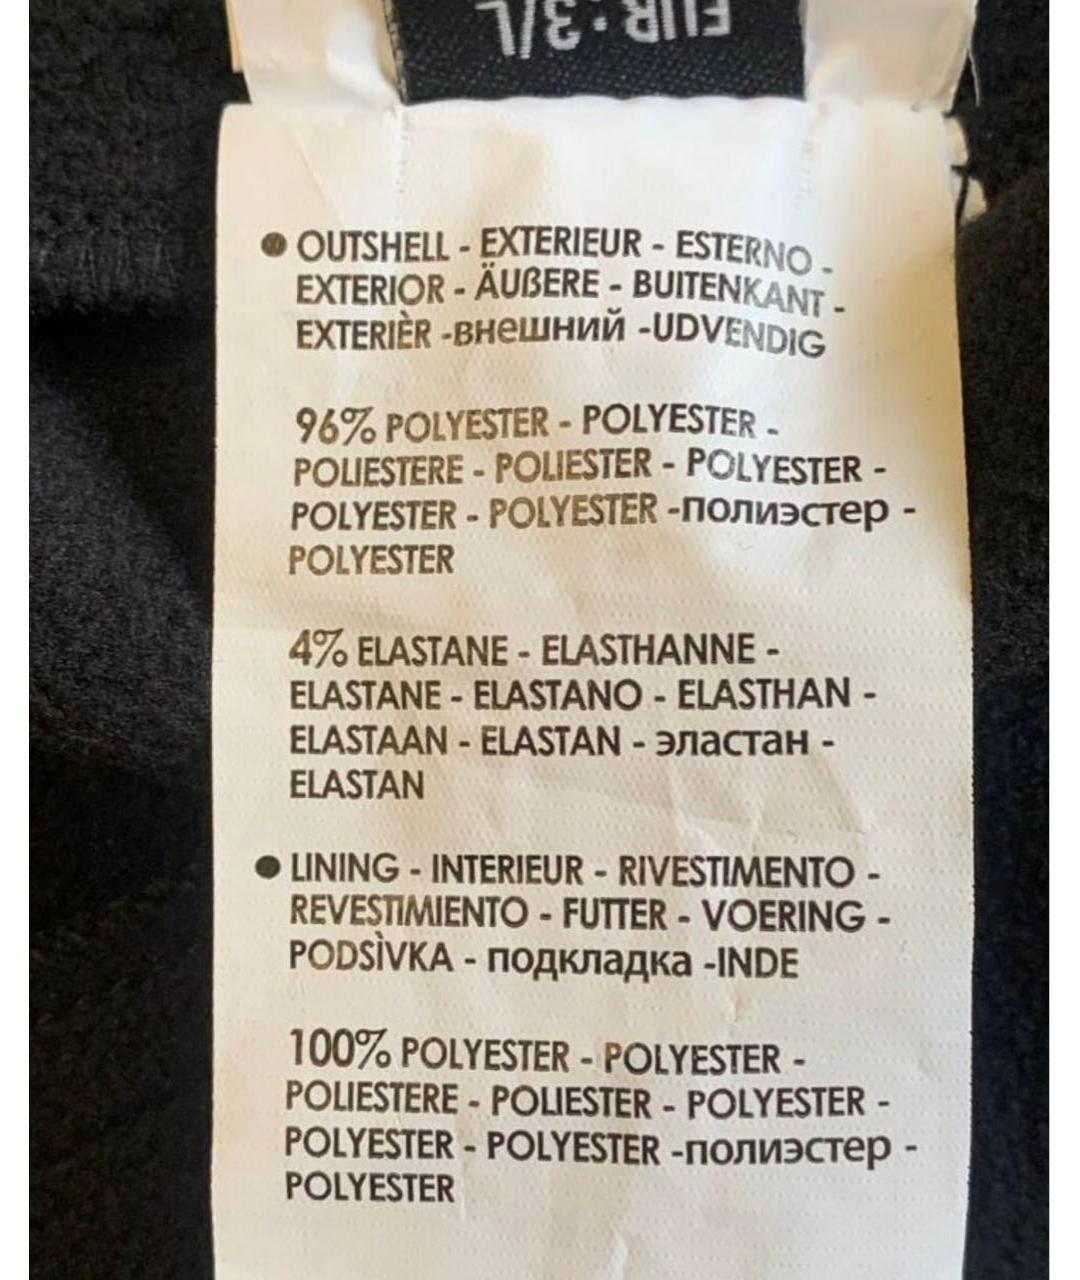 EUR : 3/L
● OUTSHELL - EXTERIEUR - ESTERNO -
EXTERIOR - ÄUßERE - BUITENKANT -
EXTERIÈR -внешний -UDVENDIG
96% POLYESTER - POLYESTER -
POLIESTERE - POLIESTER - POLYESTER -
POLYESTER - POLYESTER -полиэстер -
POLYESTER
4% ELASTANE - ELASTHANNE -
ELASTANE - ELASTANO - ELASTHAN -
ELASTAAN - ELASTAN - эластан -
ELASTAN
● LINING - INTERIEUR - RIVESTIMENTO -
REVESTIMIENTO - FUTTER - VOERING -
PODSÌVKA - подкладка -INDE
100% POLYESTER - POLYESTER -
POLIESTERE - POLIESTER - POLYESTER -
POLYESTER - POLYESTER -полиэстер -
POLYESTER